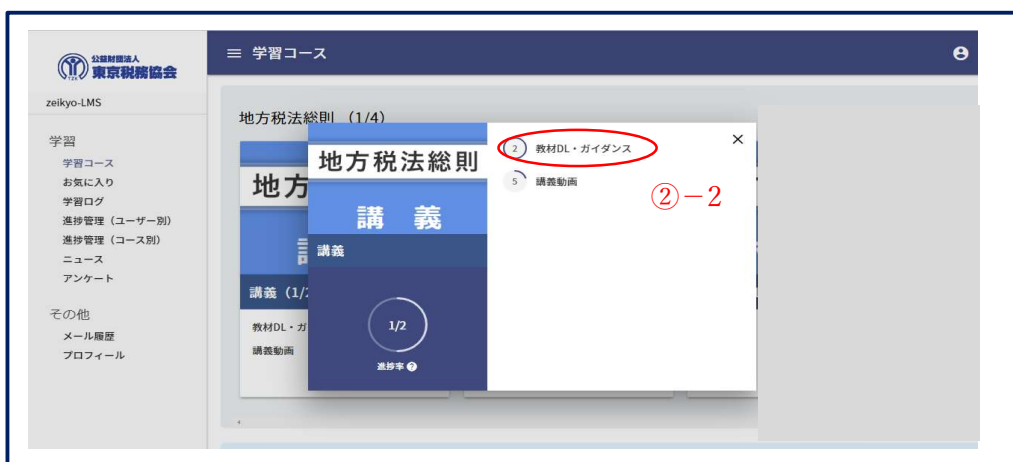 公益財団法人
東京税務協会
TZK
zeikyo-LMS
学習
学習コース
お気に入り
学習ログ
進捗管理（ユーザー別）
進捗管理（コース別）
ニュース
アンケート
その他
メール履歴
プロフィール
学習コース
地方税法総則 （1/4）
地方
講義（1/
教材DL・ガ
講義動画
地方税法総則
講 義
講義
1/2
進捗率 ?
2 教材DL・ガイダンス
5 講義動画
②－2